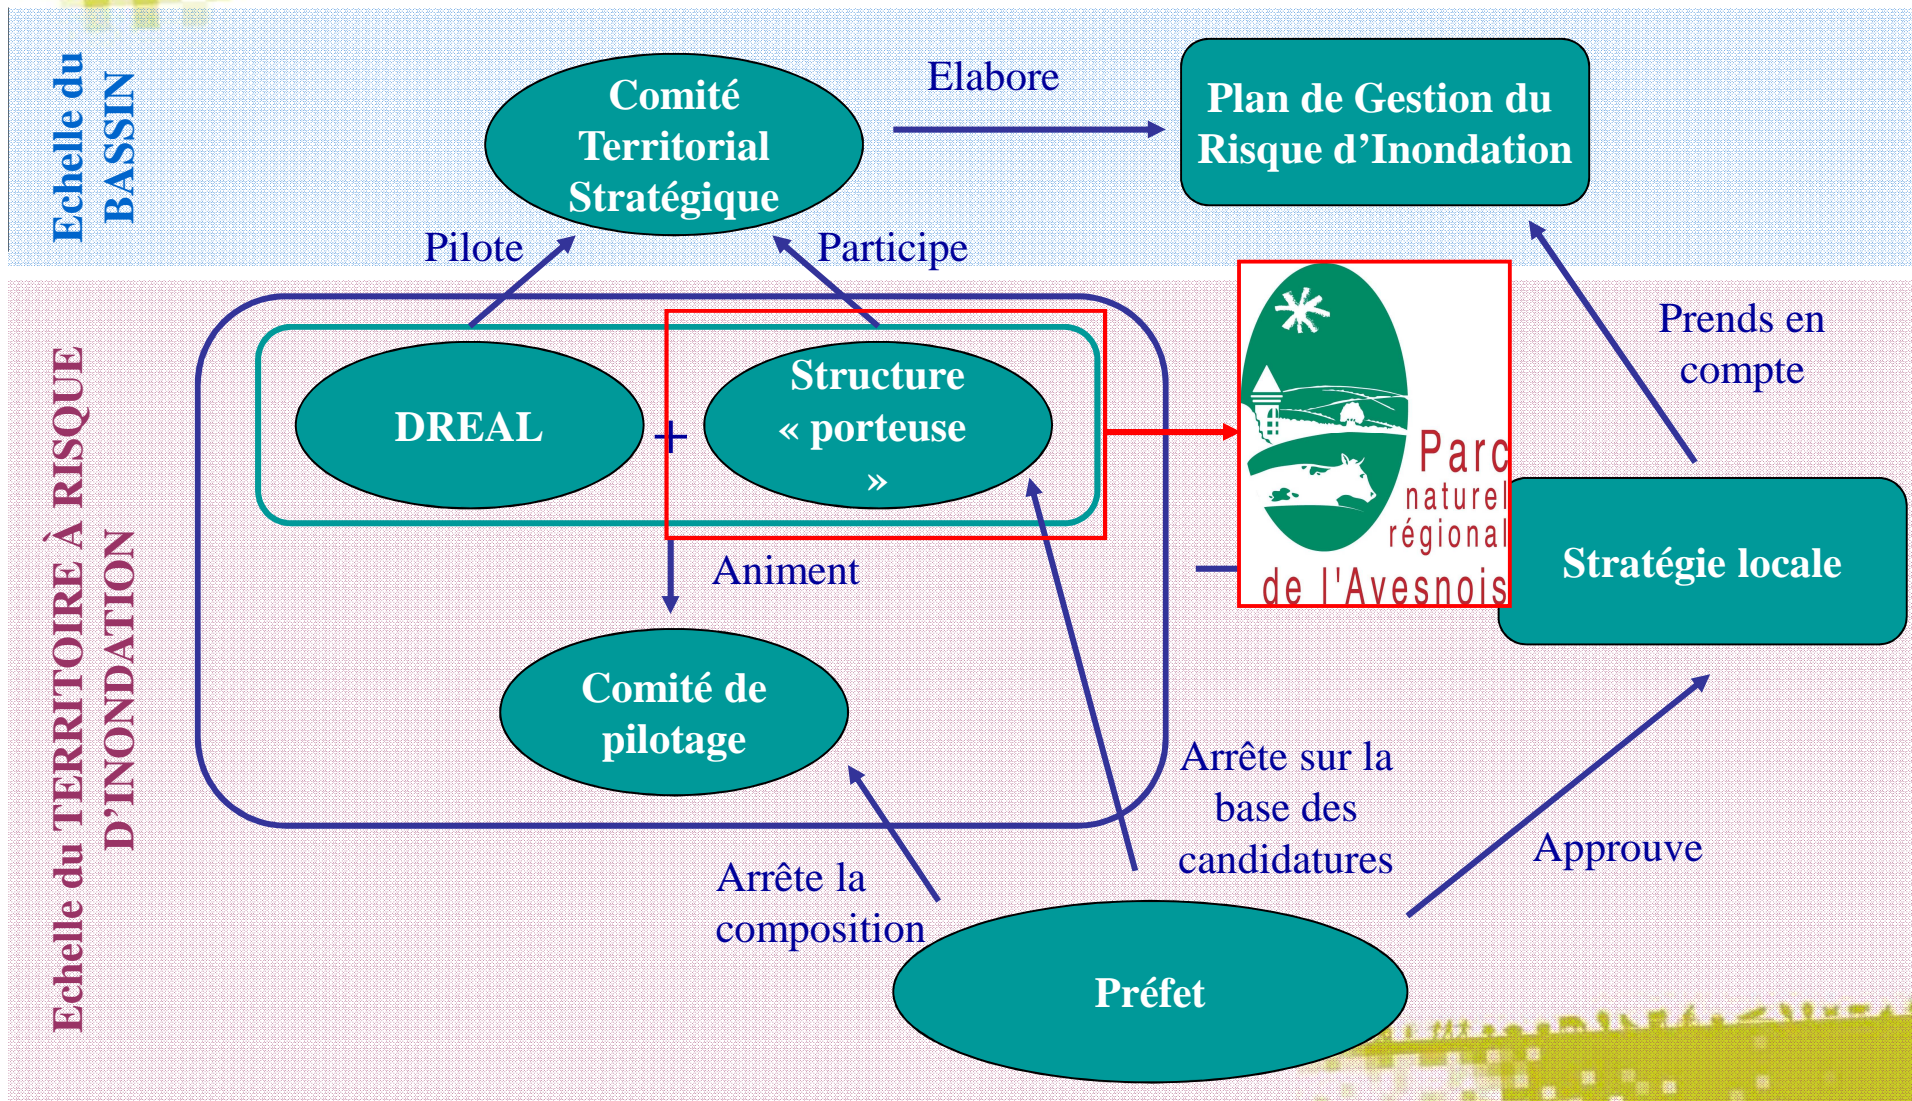 Echelle du
BASSIN
Comité
Territorial
Stratégique
Elabore
Plan de Gestion du
Risque d’Inondation
Pilote
Participe
Echelle du TERRITOIRE À RISQUE
D’INONDATION
DREAL
+
Structure
« porteuse
»
Parc
naturel
régional
de l'Avesnois
Prends en
compte
Stratégie locale
Animent
Comité de
pilotage
Arrête sur la
base des
candidatures
Approuve
Arrête la
composition
Préfet